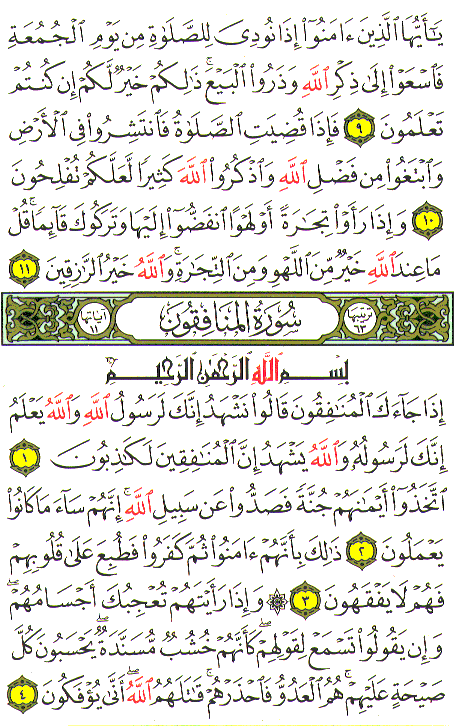 يَٰٓأَيُّهَا ٱلَّذِينَ ءَامَنُوٓا۟ إِذَا نُودِىَ لِلصَّلَوٰةِ مِن يَوْمِ ٱلْجُمُعَةِ
فَٱسْعَوْا۟ إِلَىٰ ذِكْرِ ٱللَّهِ وَذَرُوا۟ ٱلْبَيْعَ ۚ ذَٰلِكُمْ خَيْرٌ لَّكُمْ إِن كُنتُمْ
تَعْلَمُونَ ٩ فَإِذَا قُضِيَتِ ٱلصَّلَوٰةُ فَٱنتَشِرُوا۟ فِى ٱلْأَرْضِ
وَٱبْتَغُوا۟ مِن فَضْلِ ٱللَّهِ وَٱذْكُرُوا۟ ٱللَّهَ كَثِيرًا لَّعَلَّكُمْ تُفْلِحُونَ
١٠ وَإِذَا رَأَوْا۟ تِجَٰرَةً أَوْ لَهْوًا ٱنفَضُّوٓا۟ إِلَيْهَا وَتَرَكُوكَ قَآئِمًا ۚ قُلْ
مَا عِندَ ٱللَّهِ خَيْرٌ مِّنَ ٱللَّهْوِ وَمِنَ ٱلتِّجَٰرَةِ ۚ وَٱللَّهُ خَيْرُ ٱلرَّٰزِقِينَ ١١
ترتيبها ٦٣ سُورَةُ المُنَافِقُونَ آياتها ١١
بِسْمِ ٱللَّهِ ٱلرَّحْمَٰنِ ٱلرَّحِيمِ
إِذَا جَآءَكَ ٱلْمُنَٰفِقُونَ قَالُوا۟ نَشْهَدُ إِنَّكَ لَرَسُولُ ٱللَّهِ ۗ وَٱللَّهُ يَعْلَمُ
إِنَّكَ لَرَسُولُهُۥ وَٱللَّهُ يَشْهَدُ إِنَّ ٱلْمُنَٰفِقِينَ لَكَٰذِبُونَ ١
ٱتَّخَذُوٓا۟ أَيْمَٰنَهُمْ جُنَّةً فَصَدُّوا۟ عَن سَبِيلِ ٱللَّهِ ۚ إِنَّهُمْ سَآءَ مَا كَانُوا۟
يَعْمَلُونَ ٢ ذَٰلِكَ بِأَنَّهُمْ ءَامَنُوا۟ ثُمَّ كَفَرُوا۟ فَطُبِعَ عَلَىٰ قُلُوبِهِمْ
فَهُمْ لَا يَفْقَهُونَ ٣ ۞ وَإِذَا رَأَيْتَهُمْ تُعْجِبُكَ أَجْسَامُهُمْ ۖ
وَإِن يَقُولُوا۟ تَسْمَعْ لِقَوْلِهِمْ ۖ كَأَنَّهُمْ خُشُبٌ مُّسَنَّدَةٌ ۖ يَحْسَبُونَ كُلَّ
صَيْحَةٍ عَلَيْهِمْ ۚ هُمُ ٱلْعَدُوُّ فَٱحْذَرْهُمْ ۚ قَٰتَلَهُمُ ٱللَّهُ ۖ أَنَّىٰ يُؤْفَكُونَ ٤